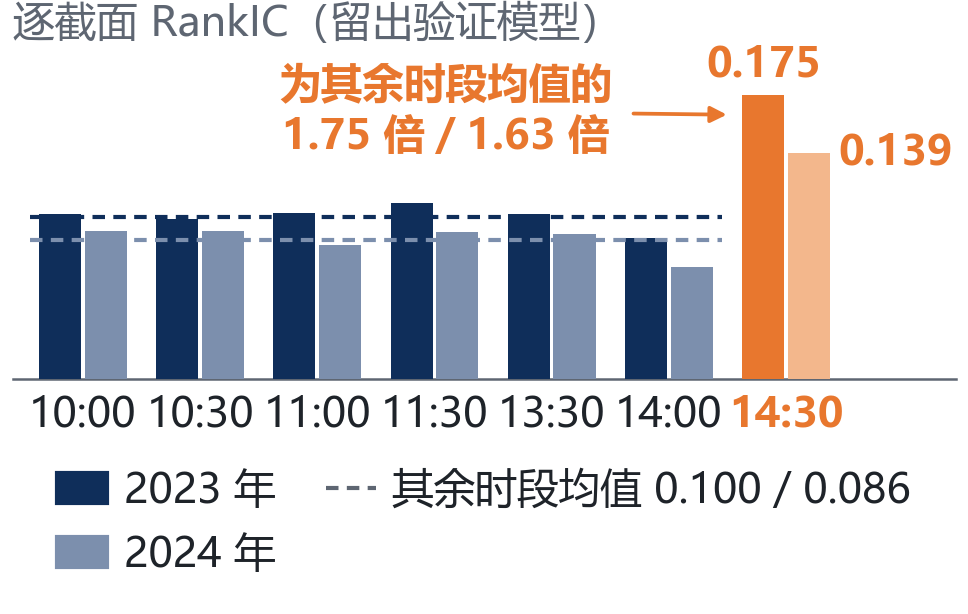 逐截面 RankIC（留出验证模型）
为其余时段均值的
1.75 倍 / 1.63 倍
0.175
0.139
10:00 10:30 11:00 11:30 13:30 14:00 14:30
2023 年
其余时段均值 0.100 / 0.086
2024 年